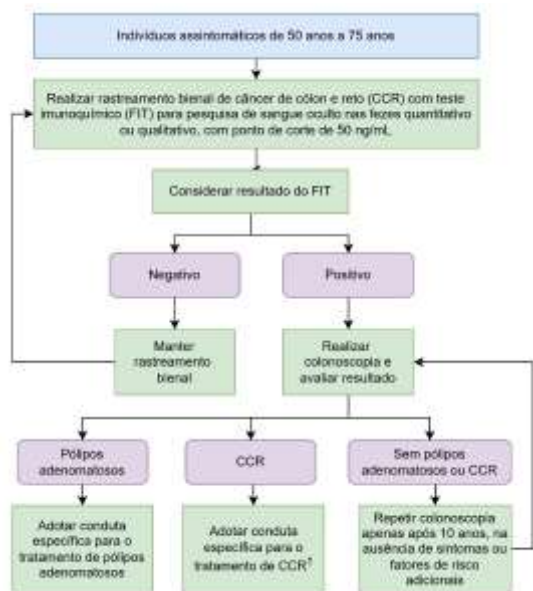 Indivíduos assintomáticos de 50 anos a 75 anos
Realizar rastreamento bienal de câncer de cólon e reto (CCR) com teste
imunoquímico (FIT) para pesquisa de sangue oculto nas fezes quantitativo
ou qualitativo, com ponto de corte de 50 ng/mL
Considerar resultado do FIT
Negativo
Positivo
Manter
rastreamento
bienal
Realizar
colonoscopia e
avaliar resultado
Pólipos
adenomatosos
CCR
Sem pólipos
adenomatosos ou CCR
Adotar conduta
específica para o
tratamento de pólipos
adenomatosos
Adotar conduta
específica para o
tratamento de CCR
Repetir colonoscopia
apenas após 10 anos, na
ausência de sintomas ou
fatores de risco
adicionais